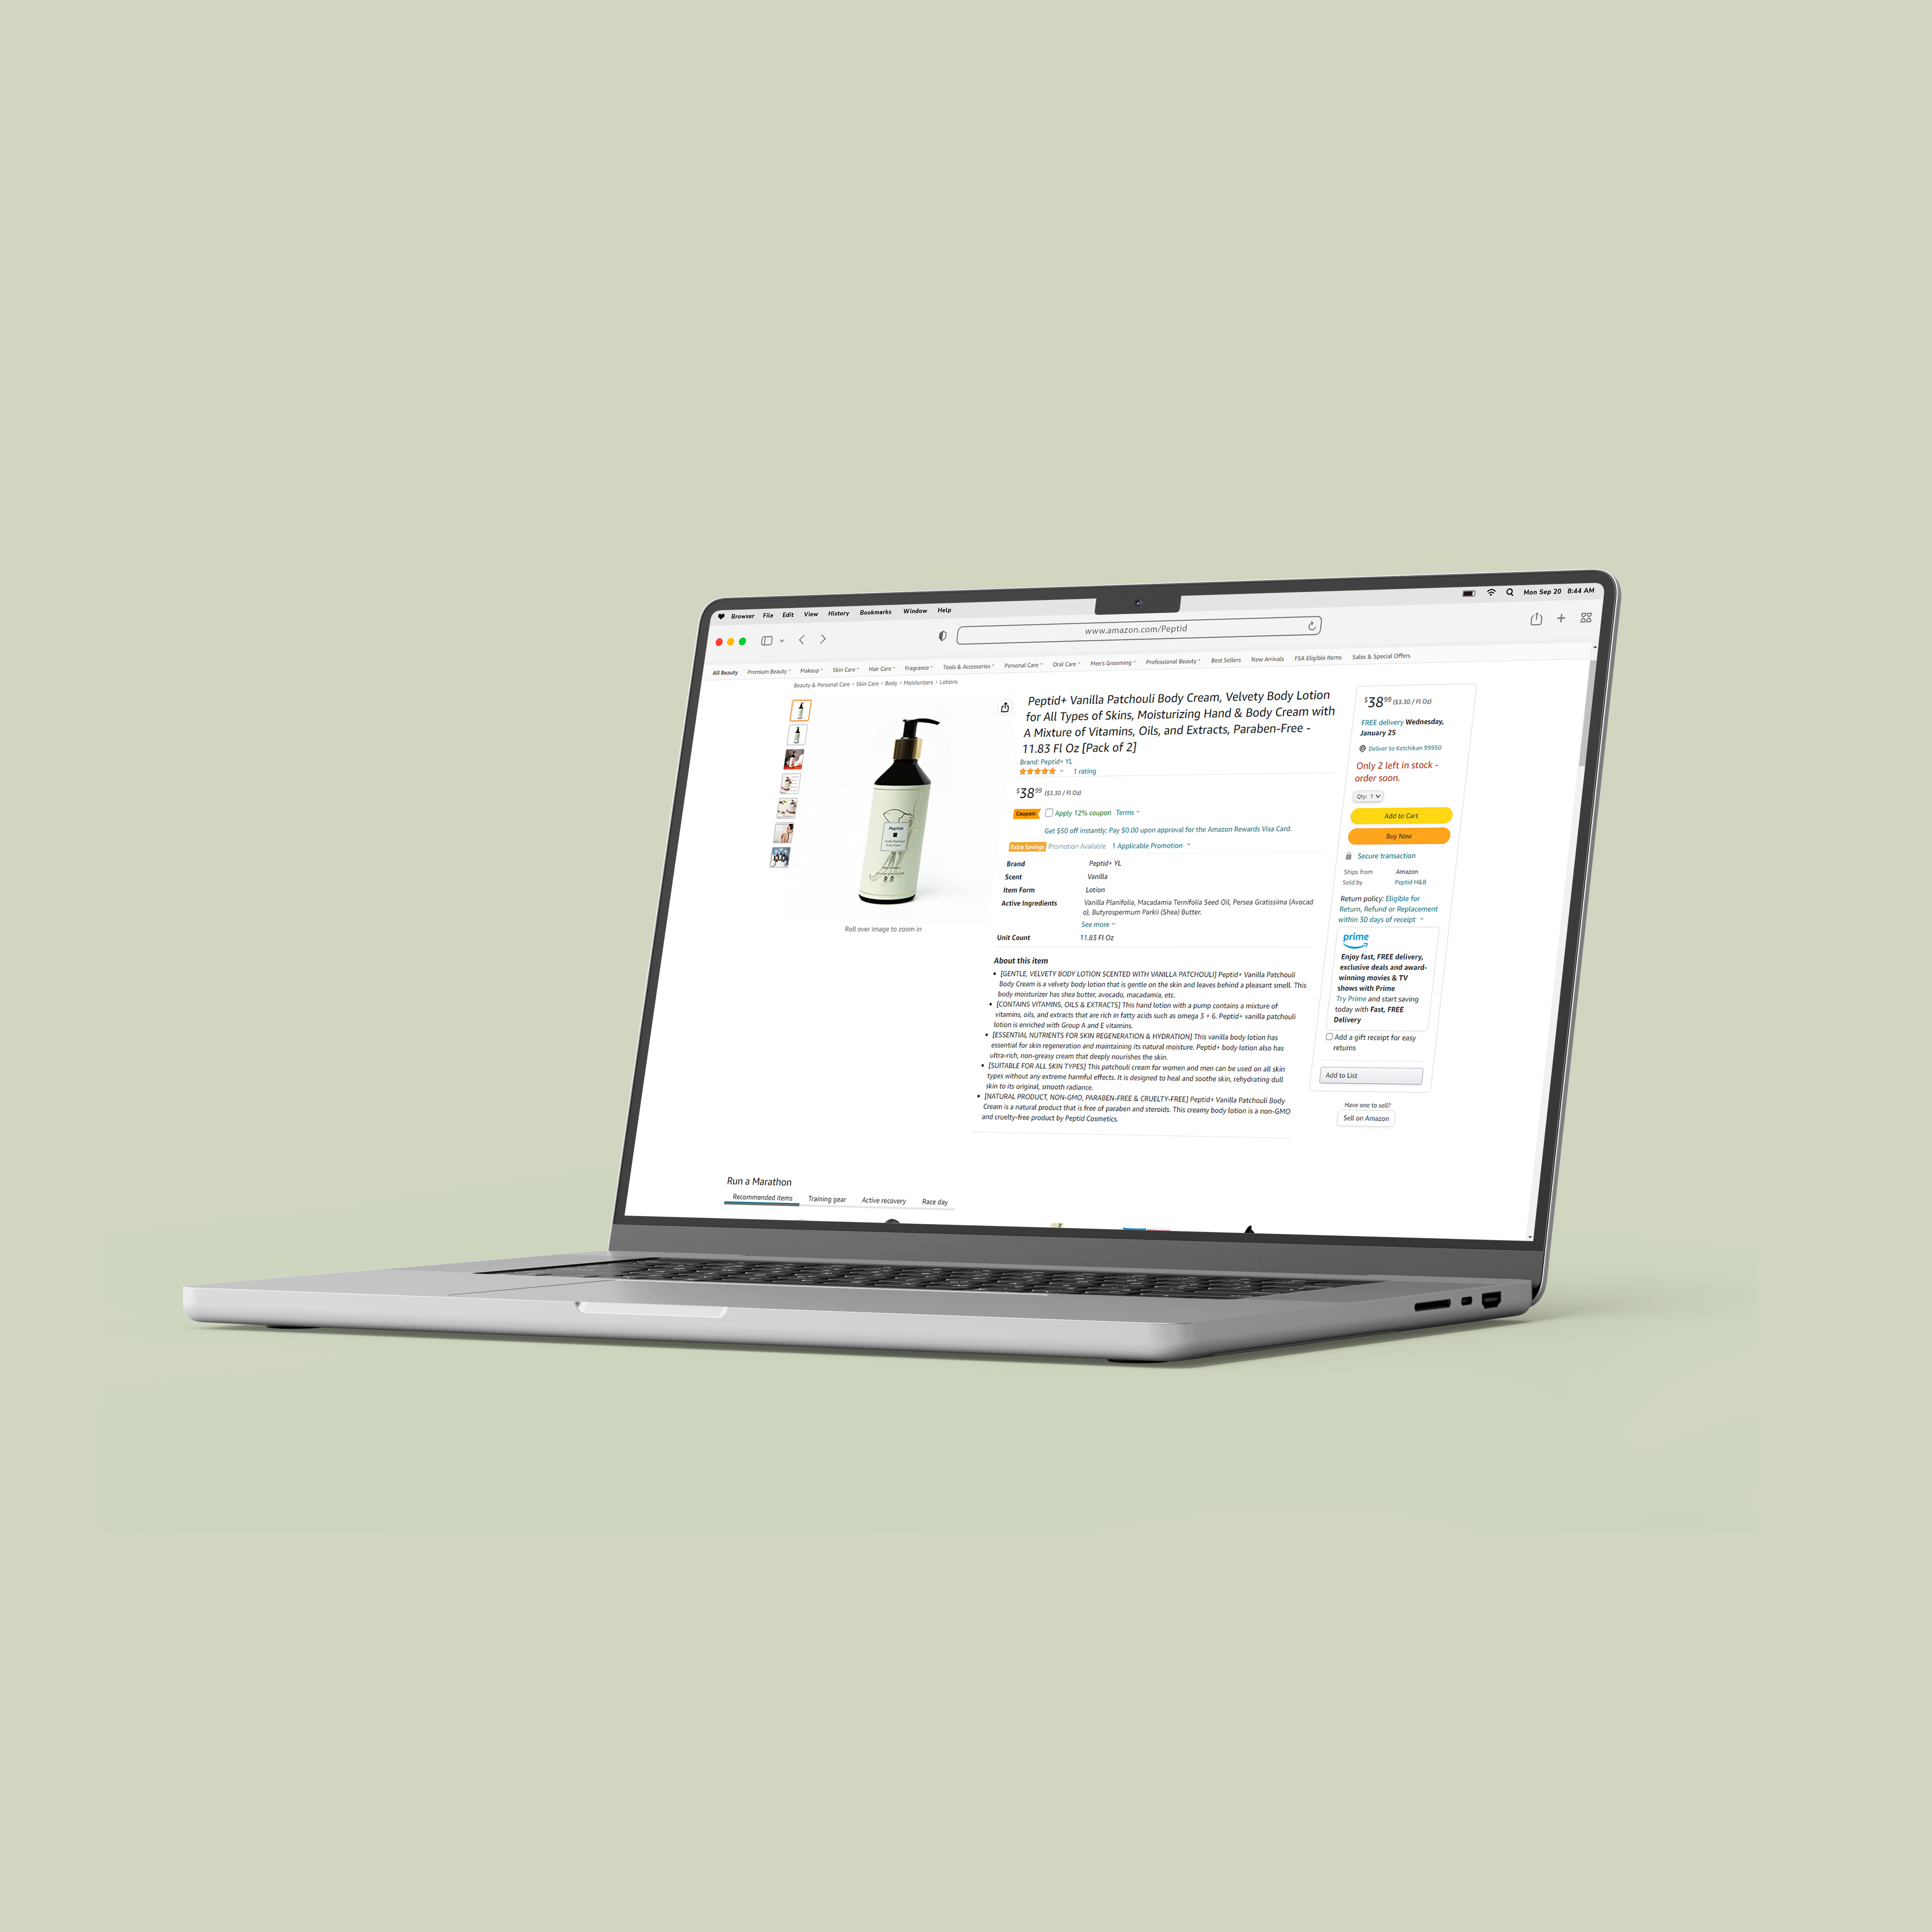 Browser File Edit View History Bookmarks Window Help
Mon Sep 20 8:44 AM
www.amazon.com/Peptid
All Beauty Premium Beauty Makeup Skin Care Hair Care Fragrance Tools & Accessories Personal Care Oral Care Men's Grooming Professional Beauty Best Sellers New Arrivals FSA Eligible Items Sales & Special Offers
Beauty & Personal Care › Skin Care › Body › Moisturizers › Lotions
Peptid+
Roll over image to zoom in
Peptid+ Vanilla Patchouli Body Cream, Velvety Body Lotion
for All Types of Skins, Moisturizing Hand & Body Cream with
A Mixture of Vitamins, Oils, and Extracts, Paraben-Free -
11.83 Fl Oz [Pack of 2]
Brand: Peptid+ YL
1 rating
$38.99 ($3.30 / Fl Oz)
Coupon: Apply 12% coupon Terms
Get $50 off instantly: Pay $0.00 upon approval for the Amazon Rewards Visa Card.
Extra Savings Promotion Available 1 Applicable Promotion
Brand Peptid+ YL
Scent Vanilla
Item Form Lotion
Active Ingredients Vanilla Planifolia, Macadamia Ternifolia Seed Oil, Persea Gratissima (Avocad
o), Butyrospermum Parkii (Shea) Butter.
See more
Unit Count 11.83 Fl Oz
About this item
• [GENTLE, VELVETY BODY LOTION SCENTED WITH VANILLA PATCHOULI] Peptid+ Vanilla Patchouli
Body Cream is a velvety body lotion that is gentle on the skin and leaves behind a pleasant smell. This
body moisturizer has shea butter, avocado, macadamia, etc.
• [CONTAINS VITAMINS, OILS & EXTRACTS] This hand lotion with a pump contains a mixture of
vitamins, oils, and extracts that are rich in fatty acids such as omega 3 + 6. Peptid+ vanilla patchouli
lotion is enriched with Group A and E vitamins.
• [ESSENTIAL NUTRIENTS FOR SKIN REGENERATION & HYDRATION] This vanilla body lotion has
essential for skin regeneration and maintaining its natural moisture. Peptid+ body lotion also has
ultra-rich, non-greasy cream that deeply nourishes the skin.
• [SUITABLE FOR ALL SKIN TYPES] This patchouli cream for women and men can be used on all skin
types without any extreme harmful effects. It is designed to heal and soothe skin, rehydrating dull
skin to its original, smooth radiance.
• [NATURAL PRODUCT, NON-GMO, PARABEN-FREE & CRUELTY-FREE] Peptid+ Vanilla Patchouli Body
Cream is a natural product that is free of paraben and steroids. This creamy body lotion is a non-GMO
and cruelty-free product by Peptid Cosmetics.
$38.99 ($3.30 / Fl Oz)
FREE delivery Wednesday,
January 25
Deliver to Ketchikan 99950
Only 2 left in stock -
order soon.
Qty: 1
Add to Cart
Buy Now
Secure transaction
Ships from Amazon
Sold by Peptid H&B
Return policy: Eligible for
Return, Refund or Replacement
within 30 days of receipt
prime
Enjoy fast, FREE delivery,
exclusive deals and award-
winning movies & TV
shows with Prime
Try Prime and start saving
today with Fast, FREE
Delivery
Add a gift receipt for easy
returns
Add to List
Have one to sell?
Sell on Amazon
Run a Marathon
Recommended items Training gear Active recovery Race day